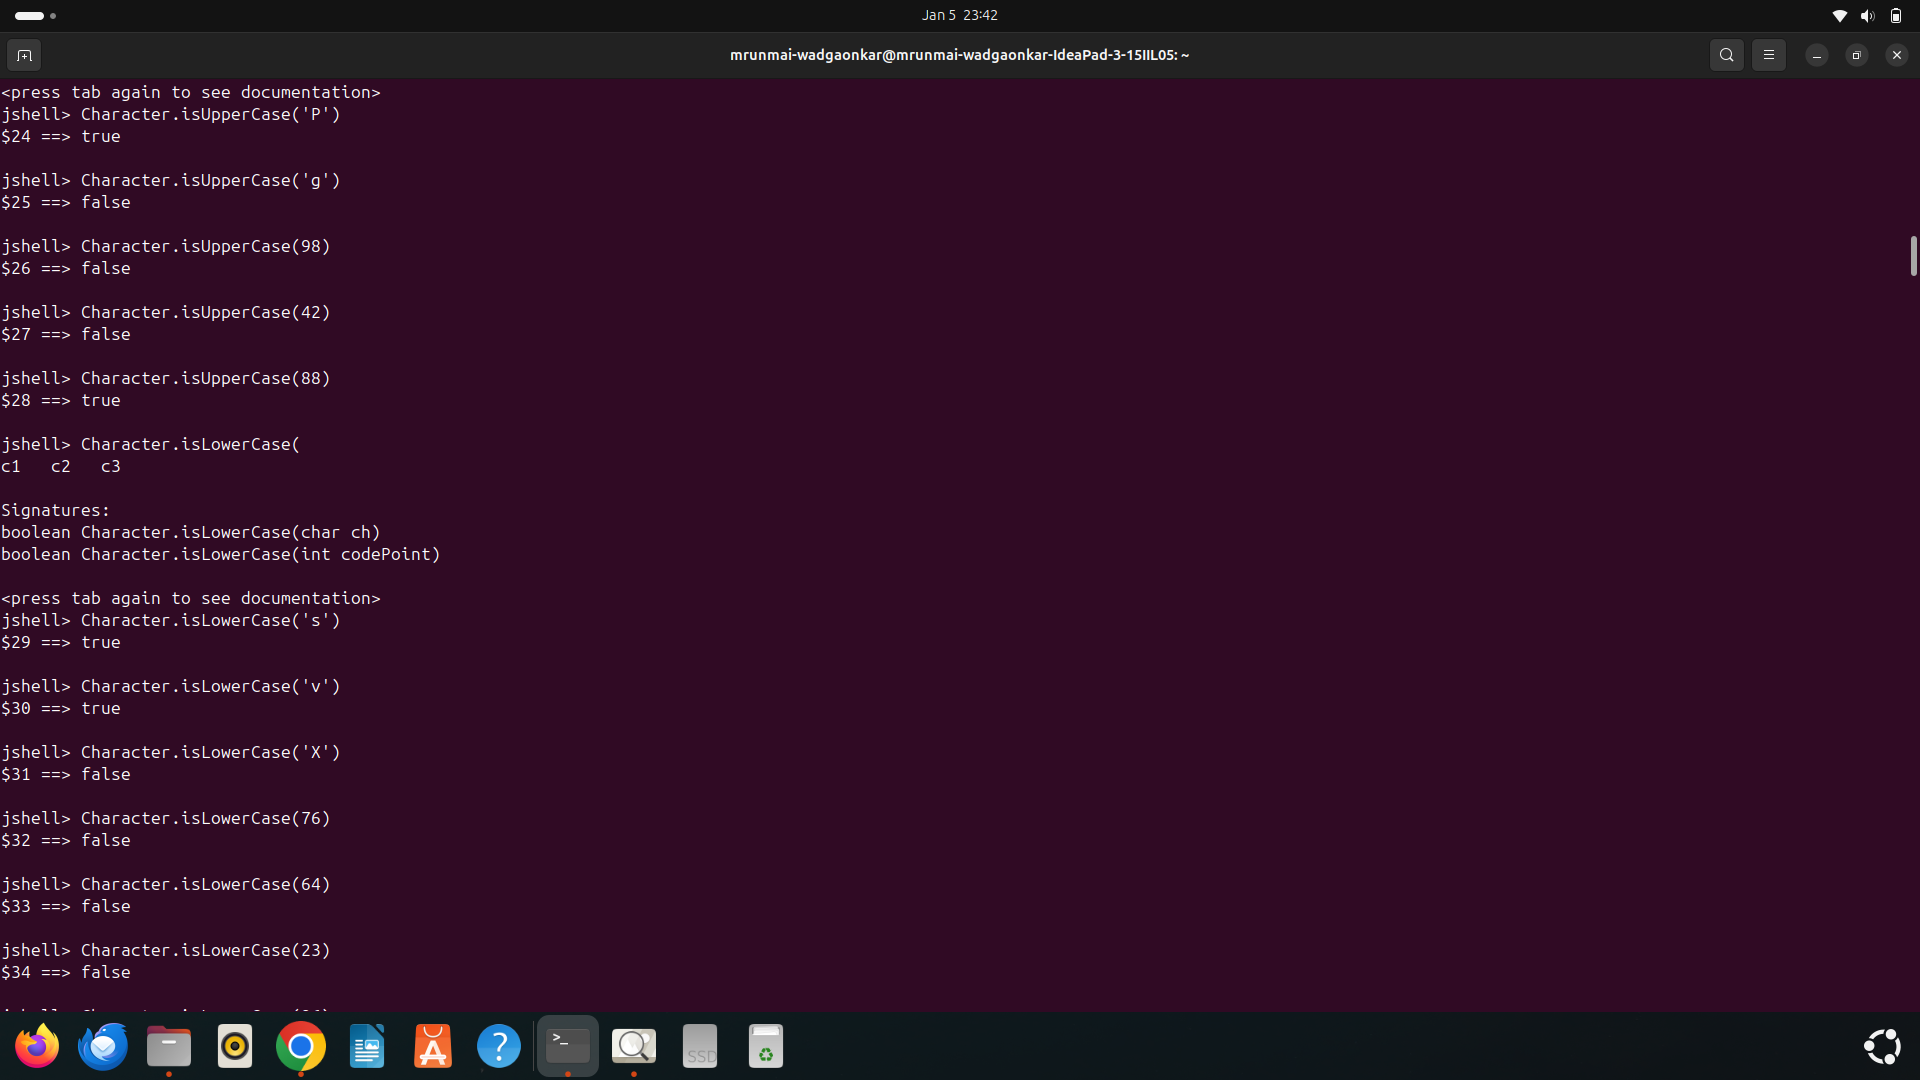 Jan 5 23:42
mrunmai-wadgaonkar@mrunmai-wadgaonkar-IdeaPad-3-15IIL05: ~
<press tab again to see documentation>
jshell> Character.isUpperCase('P')
$24 ==> true
jshell> Character.isUpperCase('g')
$25 ==> false
jshell> Character.isUpperCase(98)
$26 ==> false
jshell> Character.isUpperCase(42)
$27 ==> false
jshell> Character.isUpperCase(88)
$28 ==> true
jshell> Character.isLowerCase(
c1   c2   c3
Signatures:
boolean Character.isLowerCase(char ch)
boolean Character.isLowerCase(int codePoint)
<press tab again to see documentation>
jshell> Character.isLowerCase('s')
$29 ==> true
jshell> Character.isLowerCase('v')
$30 ==> true
jshell> Character.isLowerCase('X')
$31 ==> false
jshell> Character.isLowerCase(76)
$32 ==> false
jshell> Character.isLowerCase(64)
$33 ==> false
jshell> Character.isLowerCase(23)
$34 ==> false
>_
?
SSD